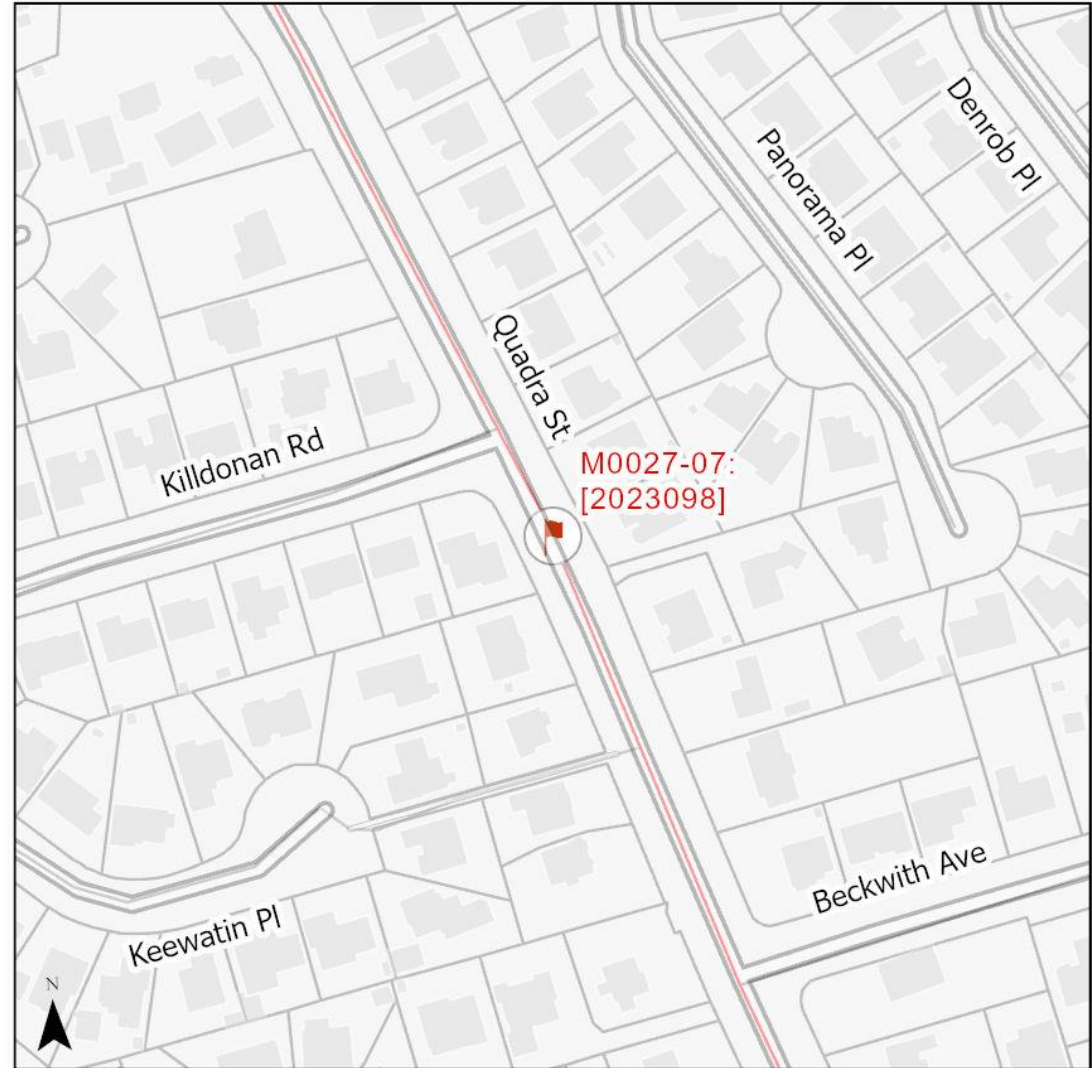 Denrob Pl
Panorama Pl
Quadra St
Killdonan Rd
M0027-07:
[2023098]
Beckwith Ave
Keewatin Pl
N